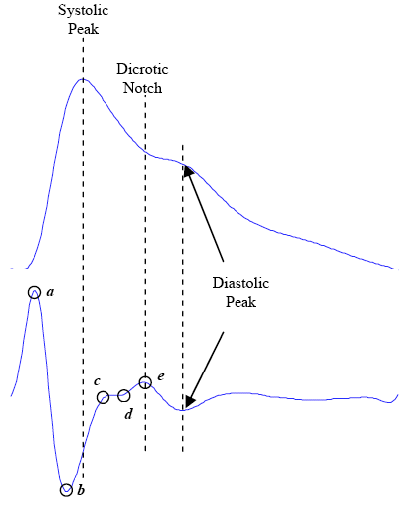 Systolic
Peak
Dicrotic
Notch
Diastolic
Peak
a
b
c
d
e